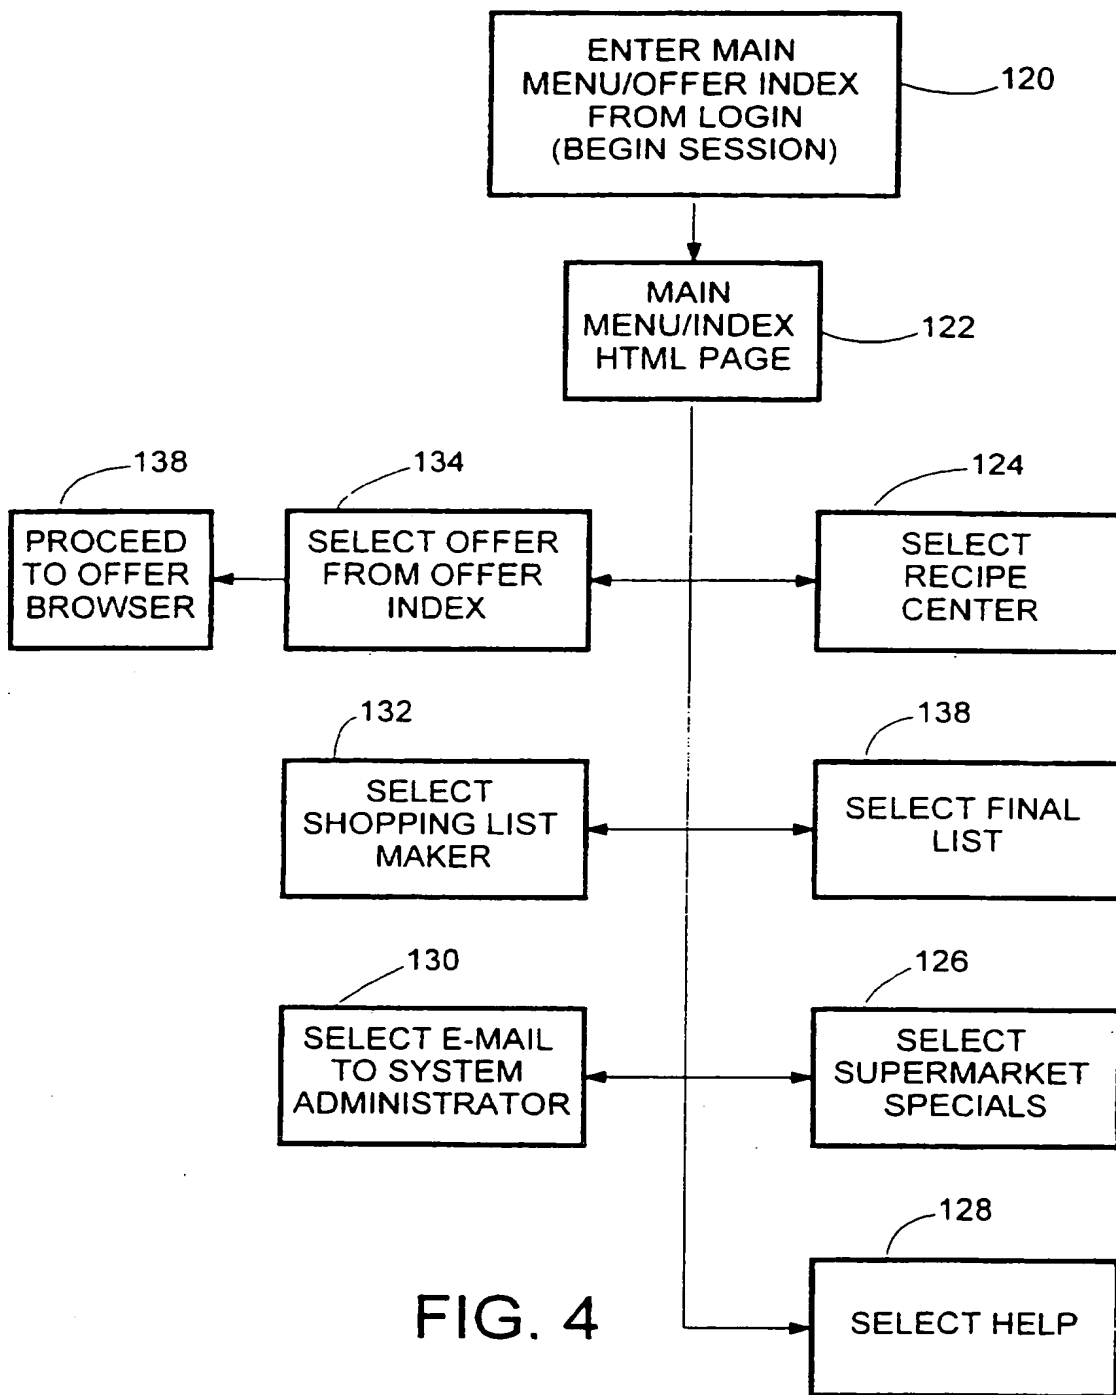 ENTER MAIN
MENU/OFFER INDEX
FROM LOGIN
(BEGIN SESSION)
120
MAIN
MENU/INDEX
HTML PAGE
122
138
PROCEED
TO OFFER
BROWSER
134
SELECT OFFER
FROM OFFER
INDEX
124
SELECT
RECIPE
CENTER
132
SELECT
SHOPPING LIST
MAKER
138
SELECT FINAL
LIST
130
SELECT E-MAIL
TO SYSTEM
ADMINISTRATOR
126
SELECT
SUPERMARKET
SPECIALS
128
SELECT HELP
FIG. 4